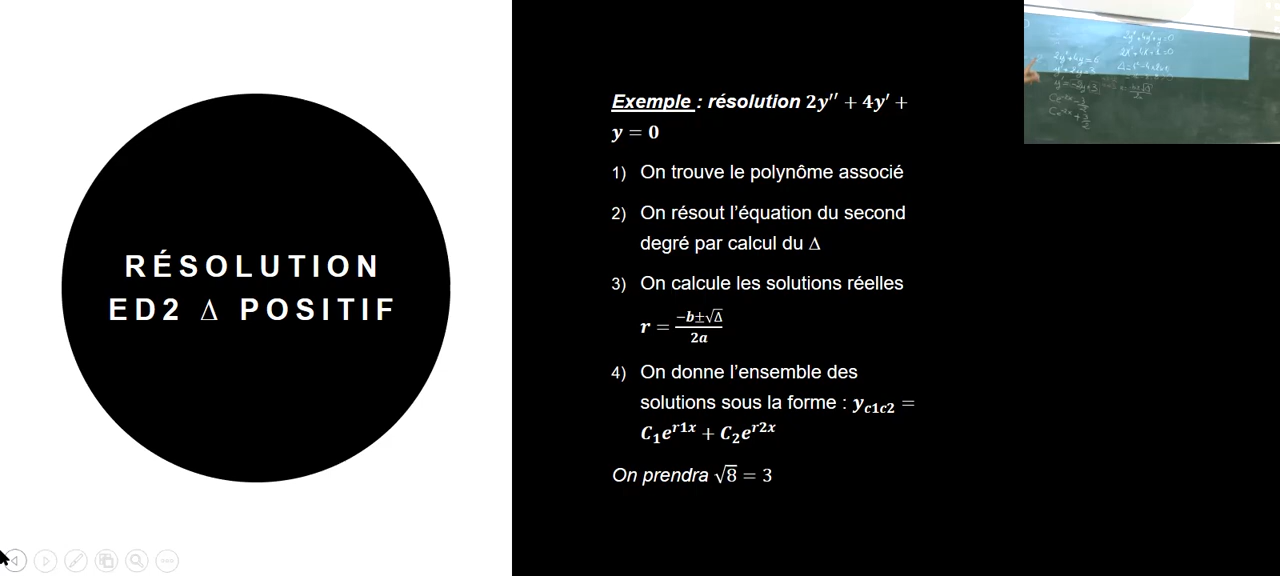 RÉSOLUTION
ED2 Δ POSITIF
Exemple : résolution 2y′′ + 4y′ +
y = 0
1) On trouve le polynôme associé
2) On résout l’équation du second
degré par calcul du Δ
3) On calcule les solutions réelles
r = (−b±√Δ)/(2a)
4) On donne l’ensemble des
solutions sous la forme : y_{c1c2} =
C₁e^{r1x} + C₂e^{r2x}
On prendra √8 = 3